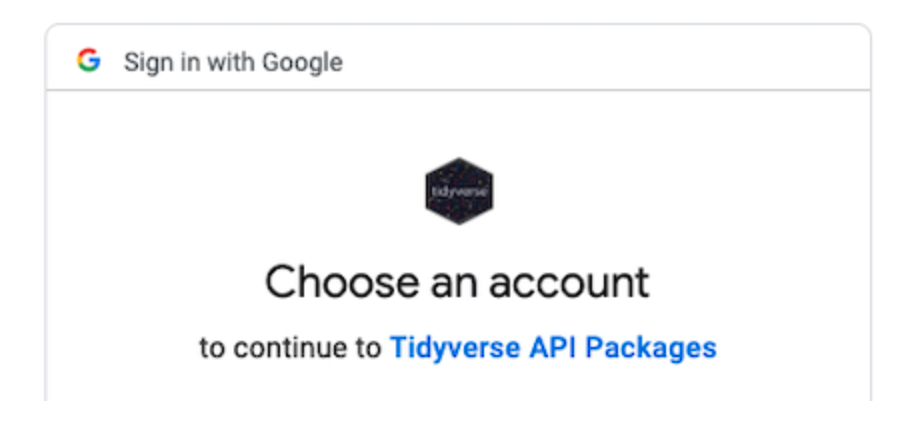 Sign in with Google
tidyverse
Choose an account
to continue to Tidyverse API Packages